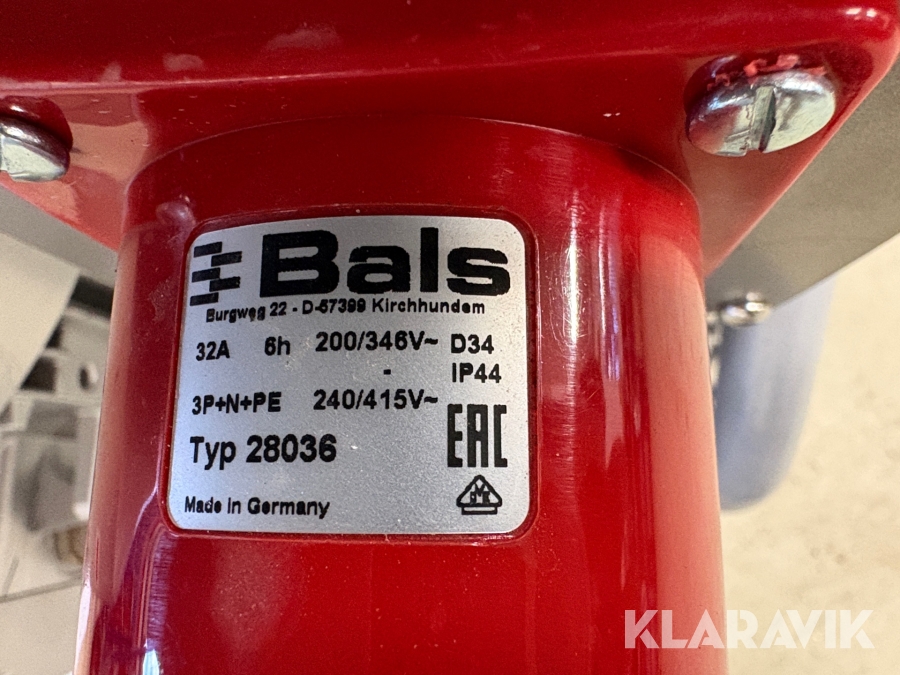 Bals
Burgweg 22 - D-57399 Kirchhundem
32A 6h 200/346V~ D34
- IP44
3P+N+PE 240/415V~
EAC
Typ 28036
Made in Germany
KLARAVIK